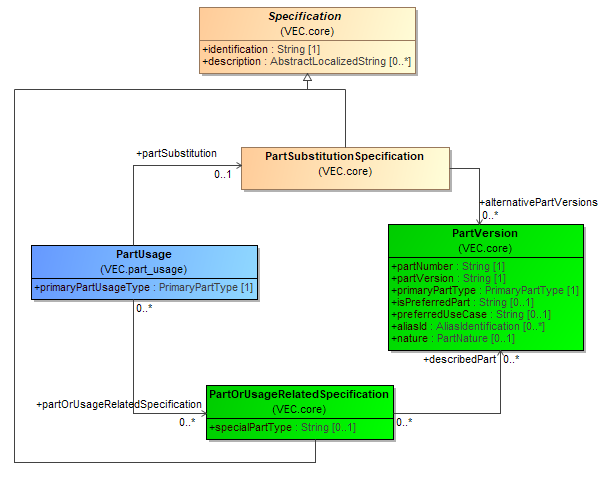 Specification
(VEC.core)
+identification : String [1]
+description : AbstractLocalizedString [0..*]
+partSubstitution
0..1
PartSubstitutionSpecification
(VEC.core)
+alternativePartVersions
0..*
PartUsage
(VEC.part_usage)
+primaryPartUsageType : PrimaryPartType [1]
0..*
PartVersion
(VEC.core)
+partNumber : String [1]
+partVersion : String [1]
+primaryPartType : PrimaryPartType [1]
+isPreferredPart : String [0..1]
+preferredUseCase : String [0..1]
+aliasId : AliasIdentification [0..*]
+nature : PartNature [0..1]
+describedPart
0..*
+partOrUsageRelatedSpecification
0..*
PartOrUsageRelatedSpecification
(VEC.core)
+specialPartType : String [0..1]
0..*